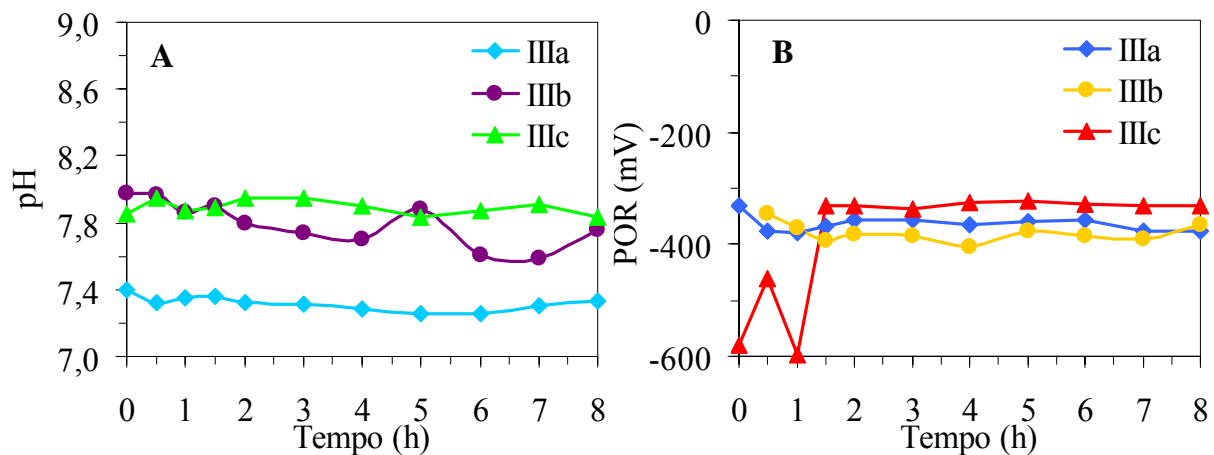 A
pH
9,0
8,6
8,2
7,8
7,4
7,0
IIIa
IIIb
IIIc
0 1 2 3 4 5 6 7 8
Tempo (h)
B
POR (mV)
0
-200
-400
-600
IIIa
IIIb
IIIc
0 1 2 3 4 5 6 7 8
Tempo (h)